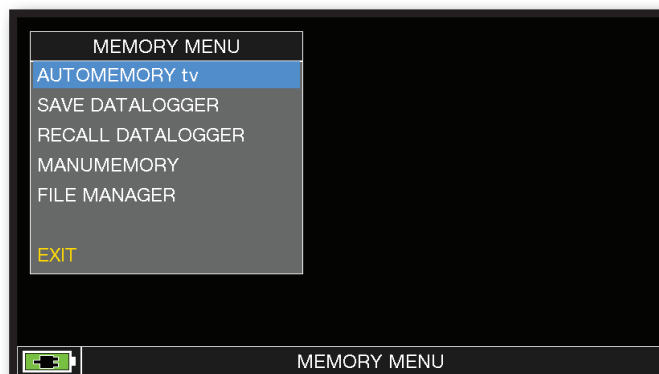 MEMORY MENU
AUTOMEMORY tv
SAVE DATALOGGER
RECALL DATALOGGER
MANUMEMORY
FILE MANAGER
EXIT
MEMORY MENU